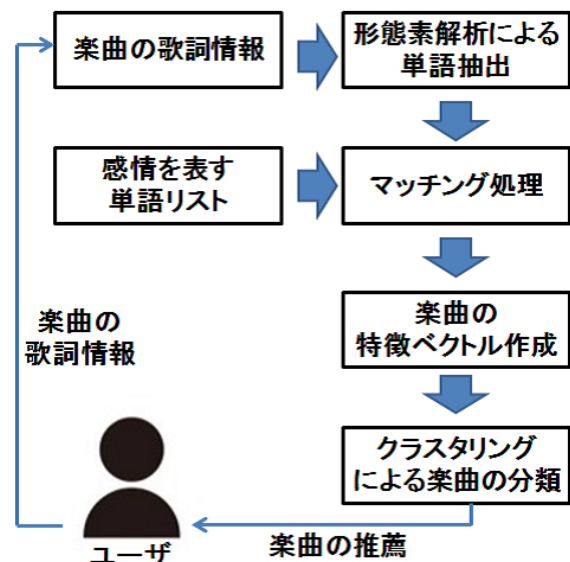 楽曲の歌詞情報
形態素解析による
単語抽出
感情を表す
単語リスト
マッチング処理
楽曲の
特徴ベクトル作成
楽曲の
歌詞情報
クラスタリング
による楽曲の分類
楽曲の推薦
ユーザ